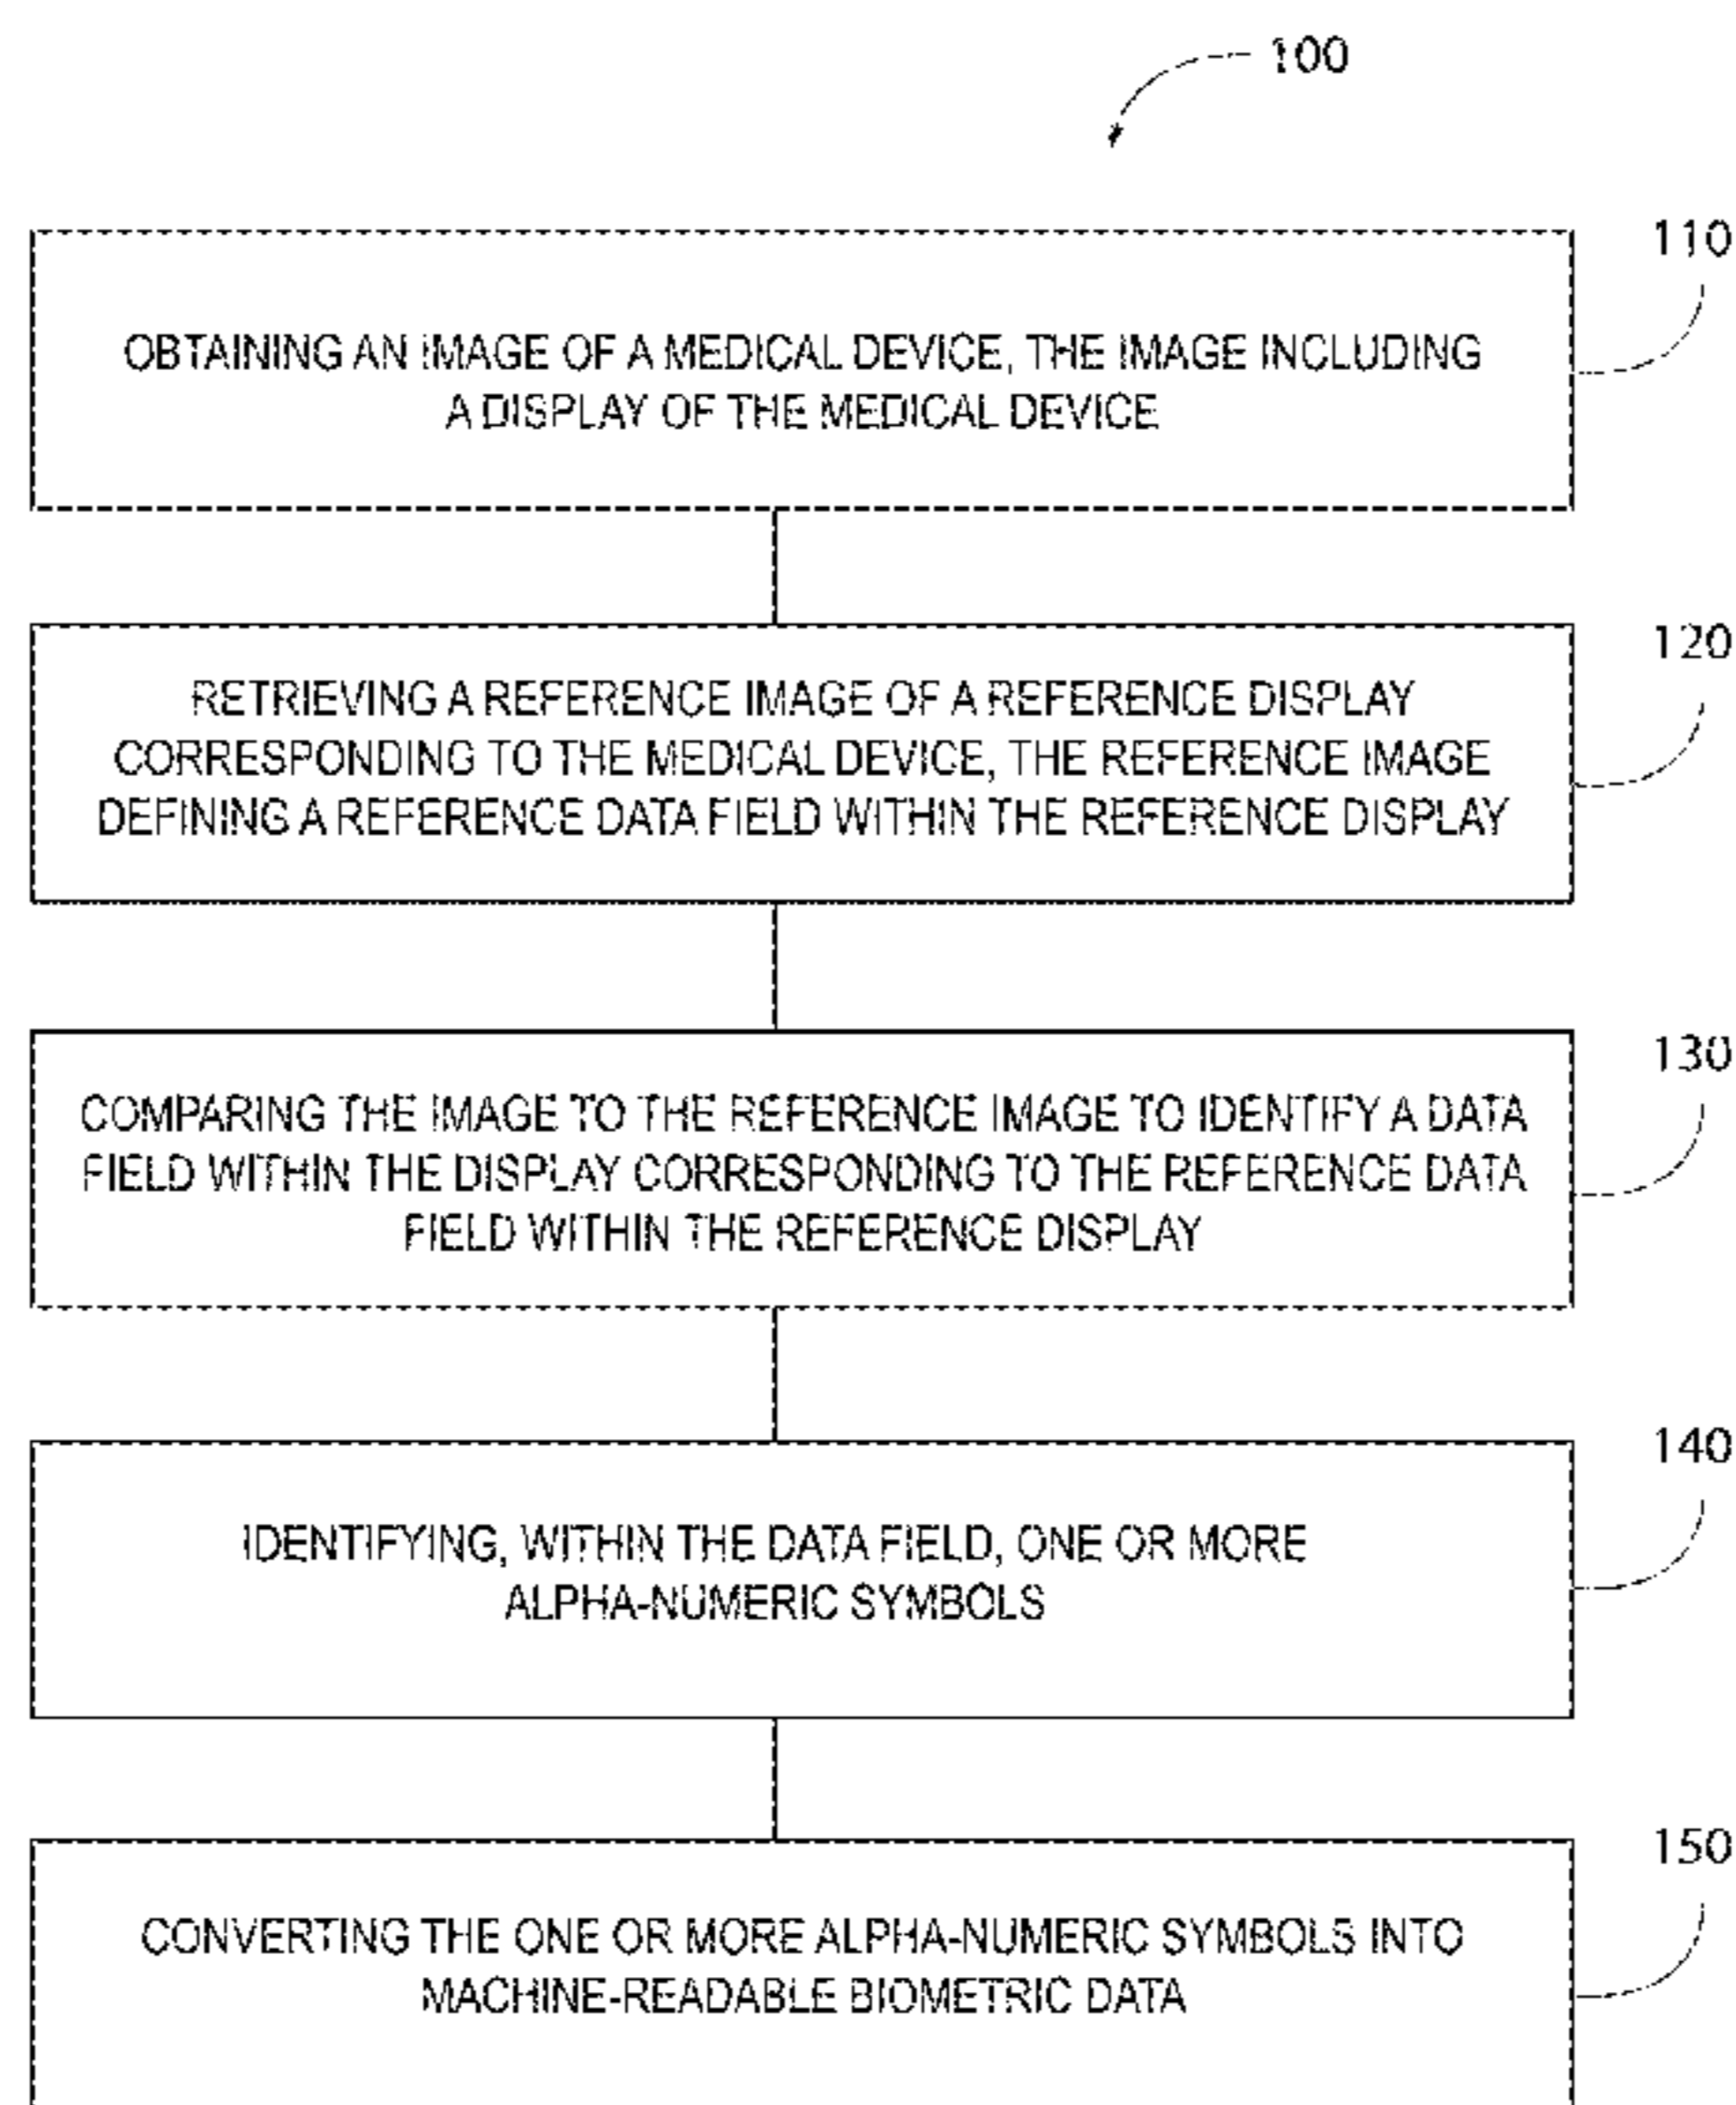 100
110
OBTAINING AN IMAGE OF A MEDICAL DEVICE, THE IMAGE INCLUDING
A DISPLAY OF THE MEDICAL DEVICE
120
RETRIEVING A REFERENCE IMAGE OF A REFERENCE DISPLAY
CORRESPONDING TO THE MEDICAL DEVICE, THE REFERENCE IMAGE
DEFINING A REFERENCE DATA FIELD WITHIN THE REFERENCE DISPLAY
130
COMPARING THE IMAGE TO THE REFERENCE IMAGE TO IDENTIFY A DATA
FIELD WITHIN THE DISPLAY CORRESPONDING TO THE REFERENCE DATA
FIELD WITHIN THE REFERENCE DISPLAY
140
IDENTIFYING, WITHIN THE DATA FIELD, ONE OR MORE
ALPHA-NUMERIC SYMBOLS
150
CONVERTING THE ONE OR MORE ALPHA-NUMERIC SYMBOLS INTO
MACHINE-READABLE BIOMETRIC DATA